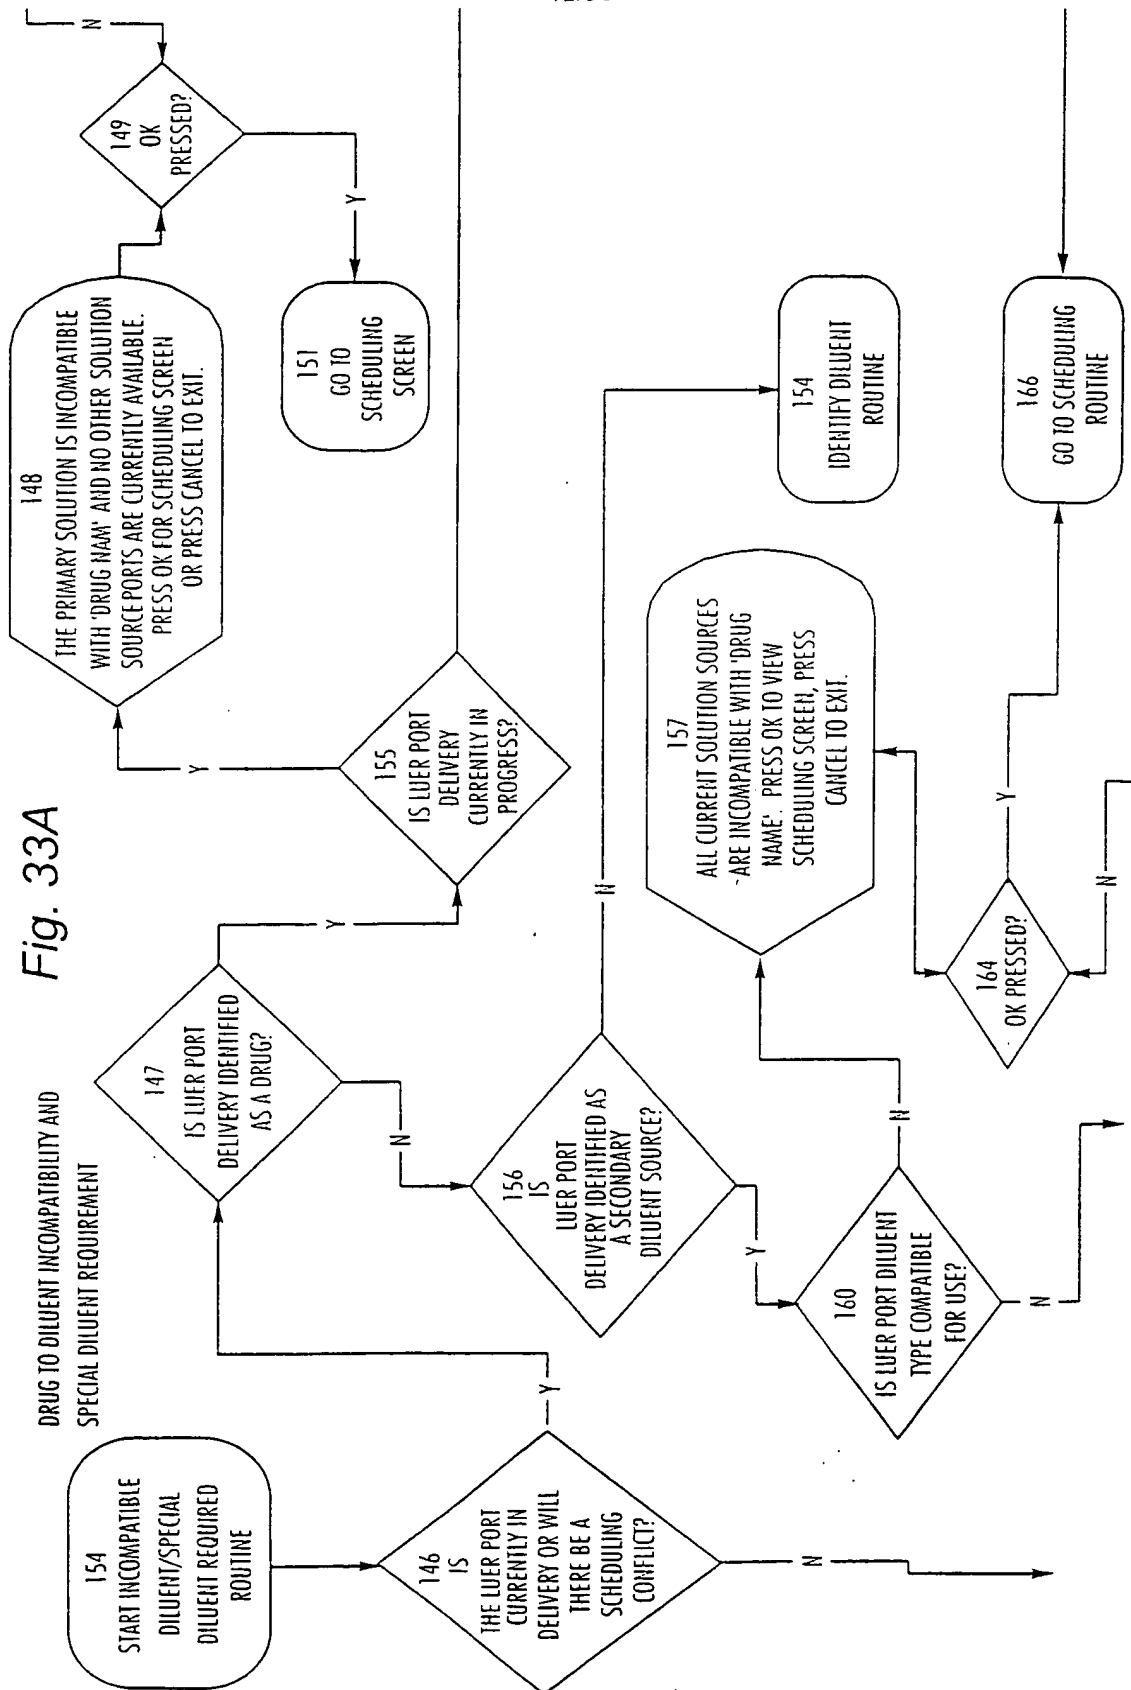 Fig. 33A
DRUG TO DILUENT INCOMPATIBILITY AND
SPECIAL DILUENT REQUIREMENT
154
START INCOMPATIBLE
DILUENT/SPECIAL
DILUENT REQUIRED
ROUTINE
146
IS
THE LUER PORT
CURRENTLY IN
DELIVERY OR WILL
THERE BE A
SCHEDULING
CONFLICT?
Y
N
147
IS LUER PORT
DELIVERY IDENTIFIED
AS A DRUG?
Y
N
155
IS LUER PORT
DELIVERY
CURRENTLY IN
PROGRESS?
Y
148
THE PRIMARY SOLUTION IS INCOMPATIBLE
WITH 'DRUG NAM' AND NO OTHER SOLUTION
SOURCE PORTS ARE CURRENTLY AVAILABLE.
PRESS OK FOR SCHEDULING SCREEN
OR PRESS CANCEL TO EXIT.
149
OK
PRESSED?
N
Y
151
GO TO
SCHEDULING
SCREEN
156
IS
LUER PORT
DELIVERY IDENTIFIED AS
A SECONDARY
DILUENT SOURCE?
N
Y
154
IDENTIFY DILUENT
ROUTINE
160
IS LUER PORT DILUENT
TYPE COMPATIBLE
FOR USE?
N
N
157
ALL CURRENT SOLUTION SOURCES
ARE INCOMPATIBLE WITH 'DRUG
NAME'. PRESS OK TO VIEW
SCHEDULING SCREEN, PRESS
CANCEL TO EXIT.
164
OK PRESSED?
Y
N
166
GO TO SCHEDULING
ROUTINE